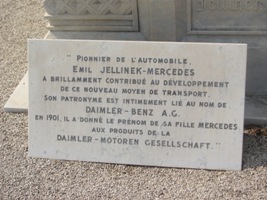 JELLINEK
" PIONNIER DE L'AUTOMOBILE,
EMIL JELLINEK-MERCEDES
A BRILLAMMENT CONTRIBUÉ AU DÉVELOPPEMENT
DE CE NOUVEAU MOYEN DE TRANSPORT.
SON PATRONYME EST INTIMEMENT LIÉ AU NOM DE
DAIMLER-BENZ A.G.
EN 1901, IL A DONNÉ LE PRÉNOM DE SA FILLE MERCEDES
AUX PRODUITS DE LA
DAIMLER-MOTOREN GESELLSCHAFT. "